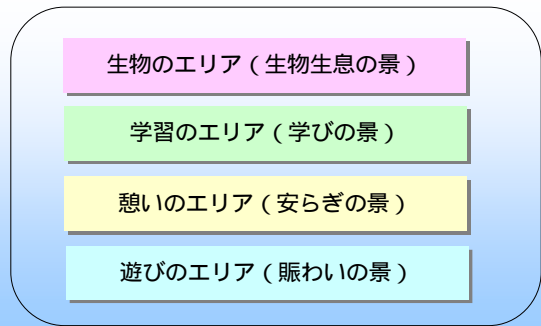 生物のエリア（生物生息の景）
学習のエリア（学びの景）
憩いのエリア（安らぎの景）
遊びのエリア（賑わいの景）